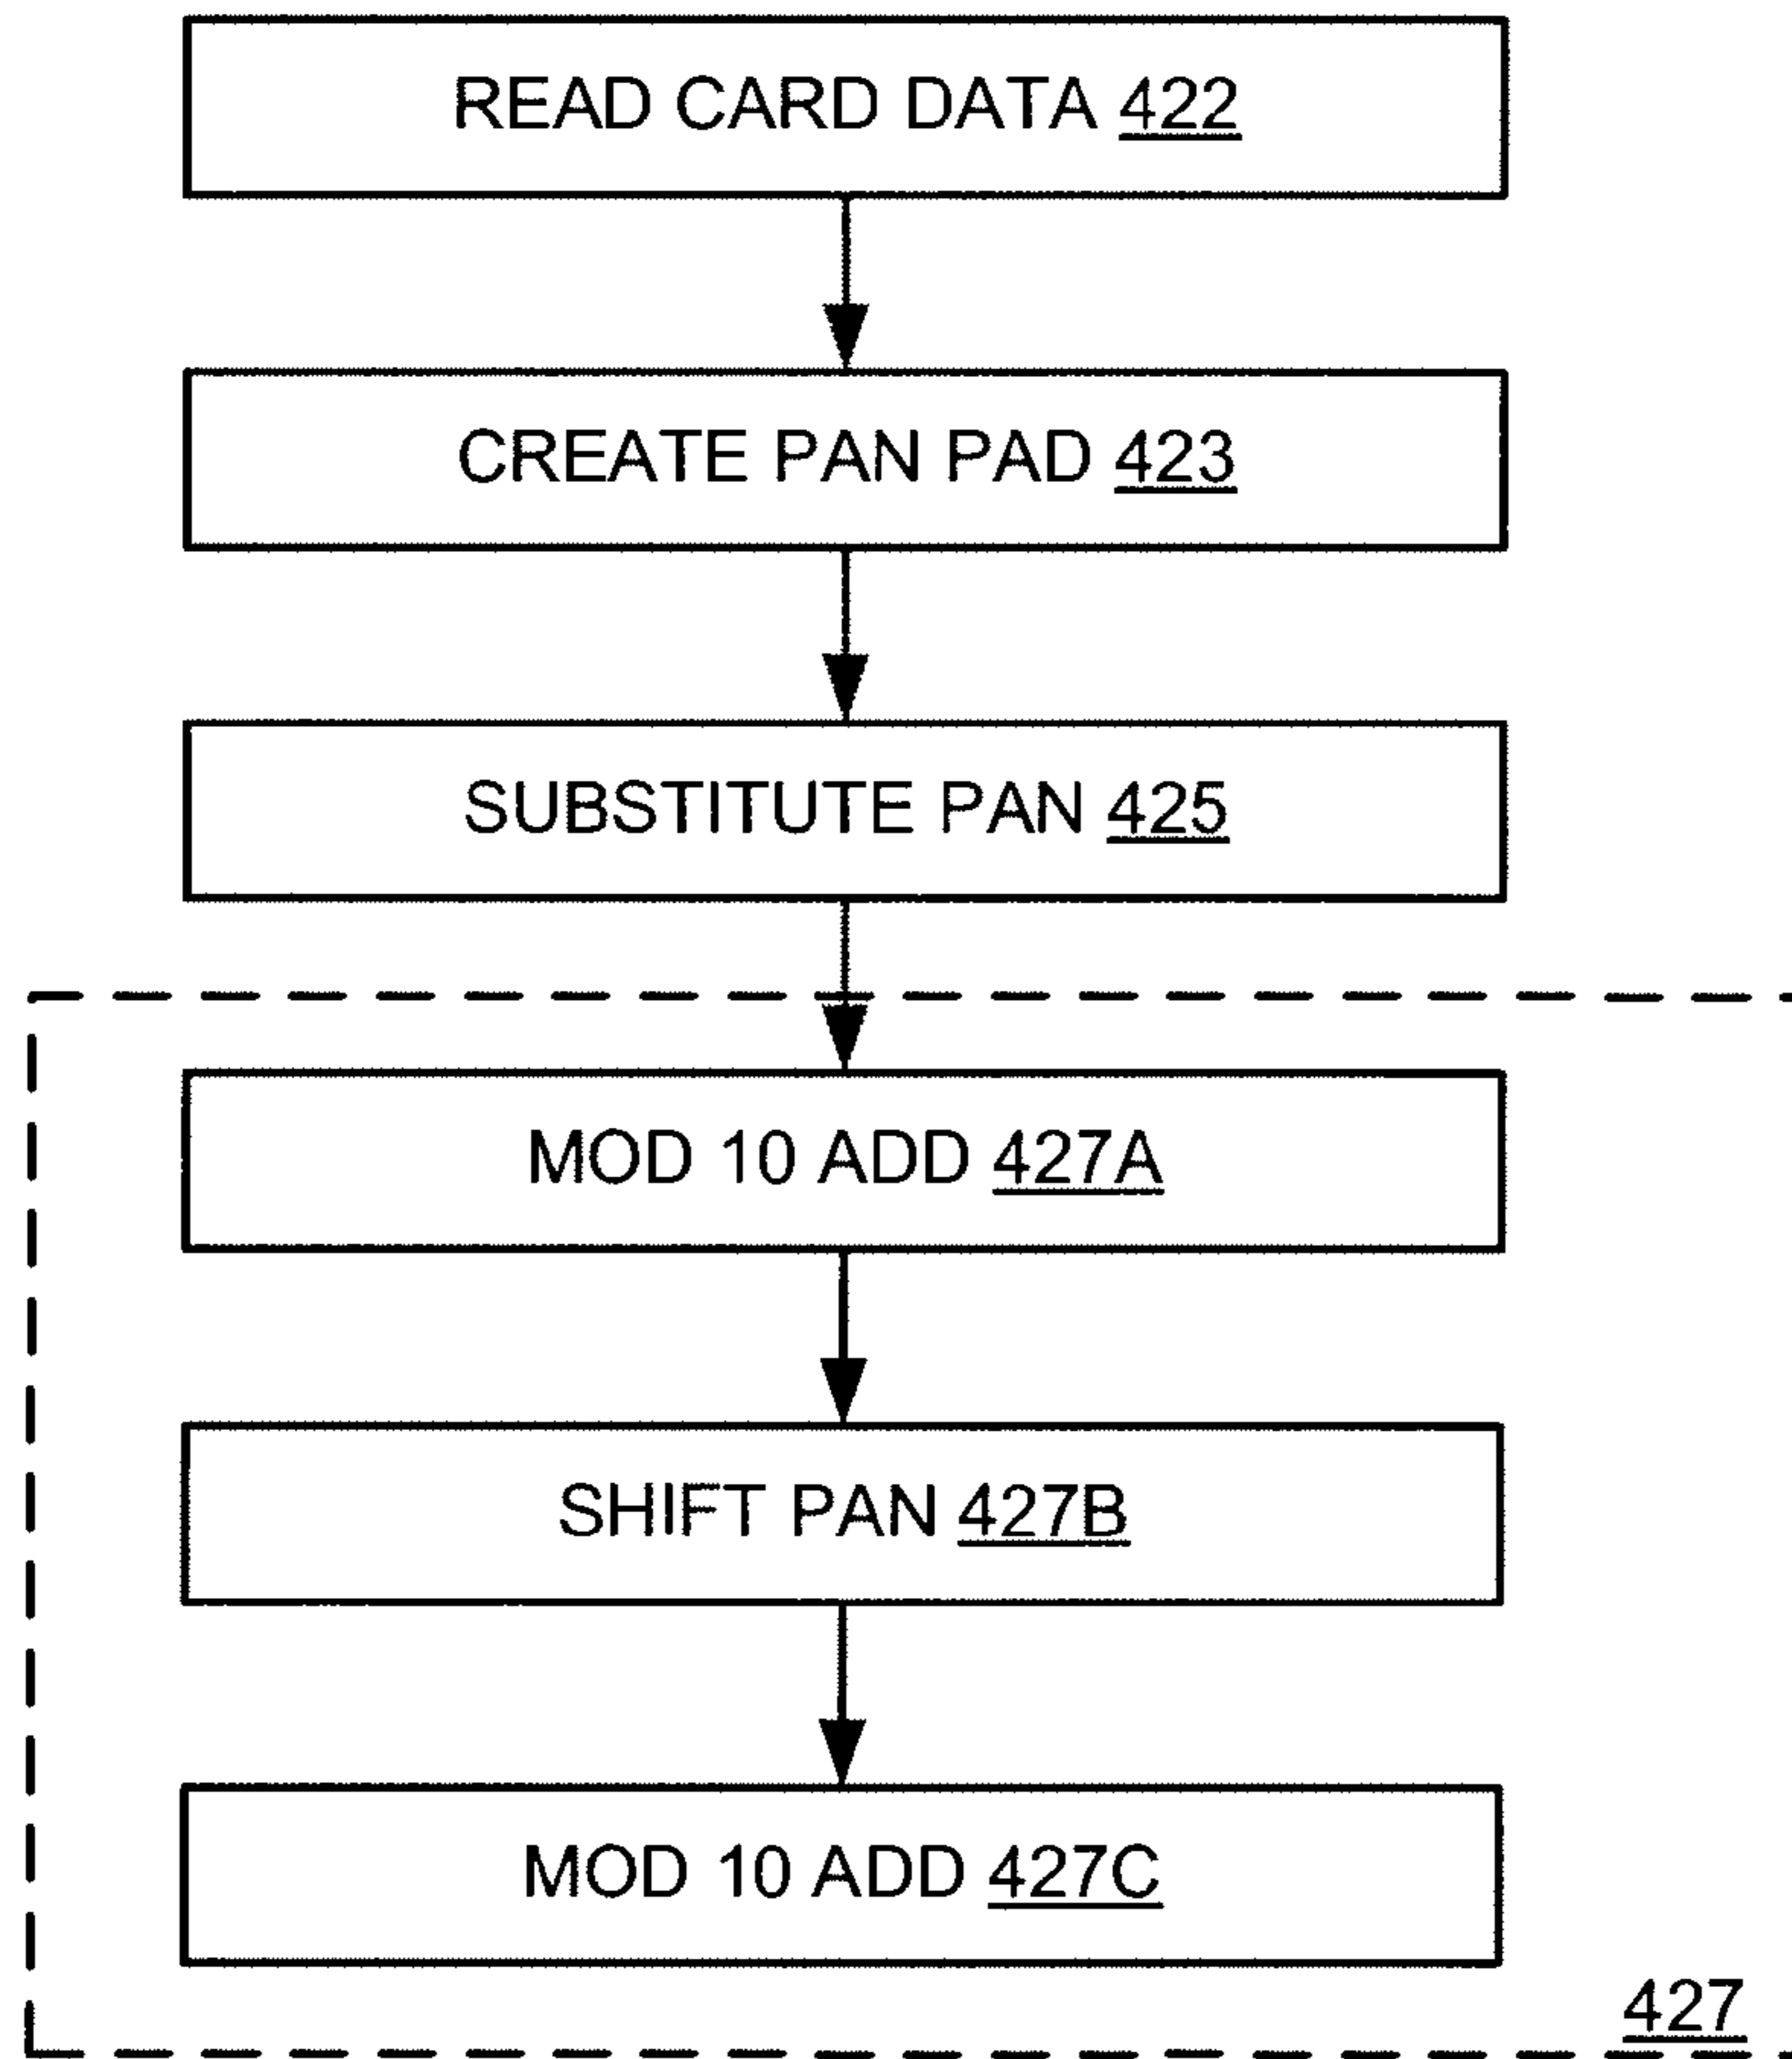 READ CARD DATA 422
CREATE PAN PAD 423
SUBSTITUTE PAN 425
MOD 10 ADD 427A
SHIFT PAN 427B
MOD 10 ADD 427C
427